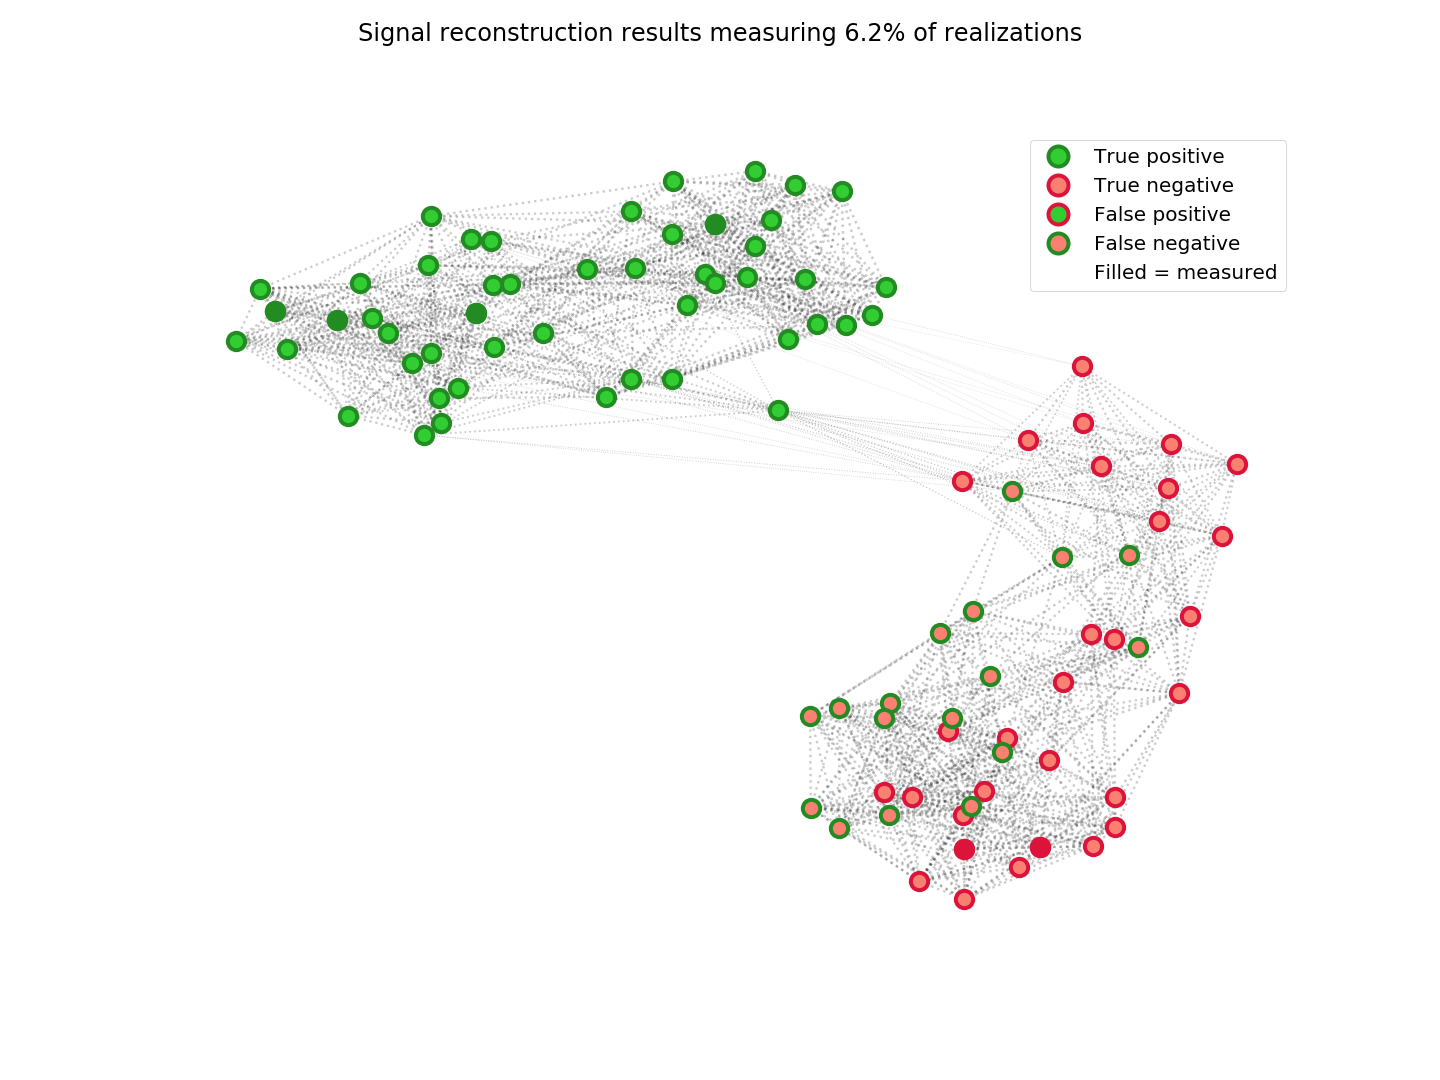 Signal reconstruction results measuring 6.2% of realizations
True positive
True negative
False positive
False negative
Filled = measured